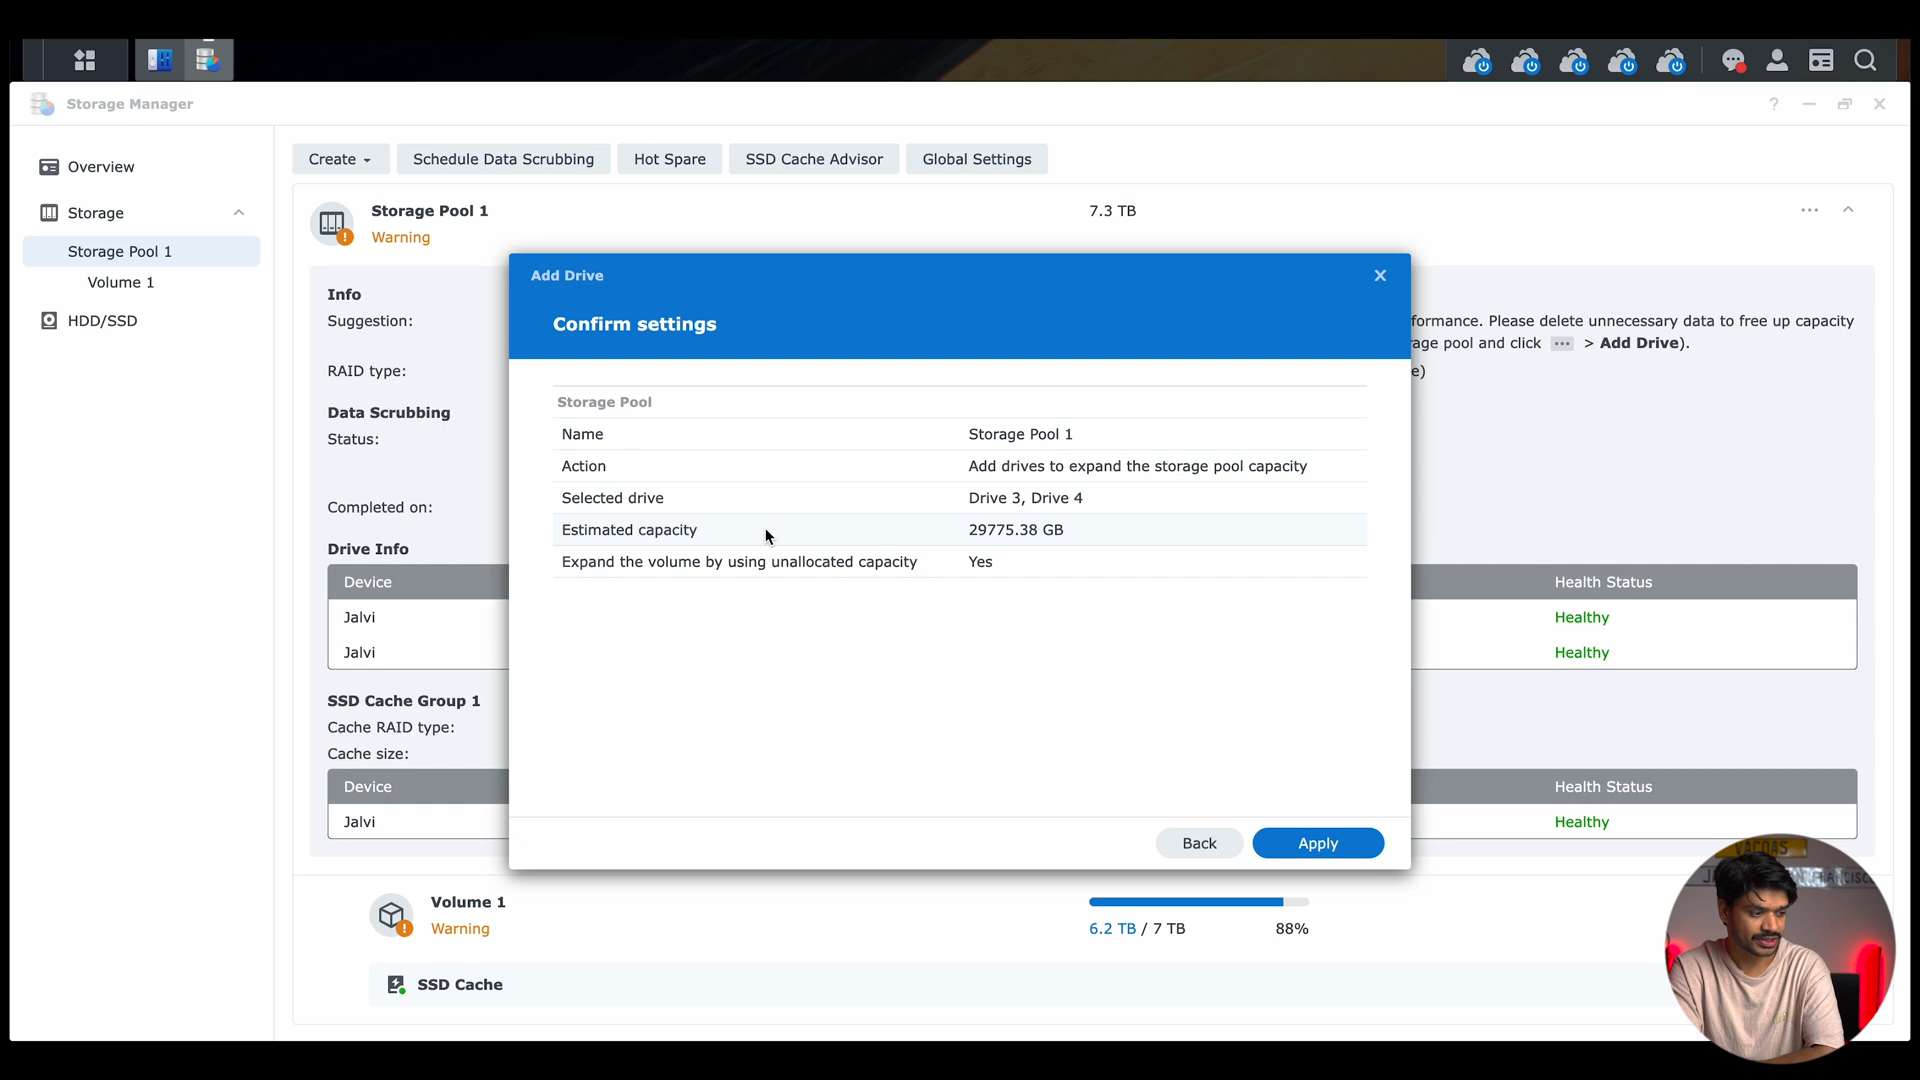 Storage Manager
?
Overview
Storage
Storage Pool 1
Volume 1
HDD/SSD
Create
Schedule Data Scrubbing
Hot Spare
SSD Cache Advisor
Global Settings
Storage Pool 1
7.3 TB
Warning
Info
Suggestion:
formance. Please delete unnecessary data to free up capacity
rage pool and click ··· > Add Drive).
RAID type:
e)
Data Scrubbing
Status:
Completed on:
Drive Info
Device
Health Status
Jalvi
Healthy
Jalvi
Healthy
SSD Cache Group 1
Cache RAID type:
Cache size:
Device
Health Status
Jalvi
Healthy
Add Drive
Confirm settings
Storage Pool
Name
Storage Pool 1
Action
Add drives to expand the storage pool capacity
Selected drive
Drive 3, Drive 4
Estimated capacity
29775.38 GB
Expand the volume by using unallocated capacity
Yes
Back
Apply
Volume 1
Warning
6.2 TB / 7 TB
88%
SSD Cache
VACOAS